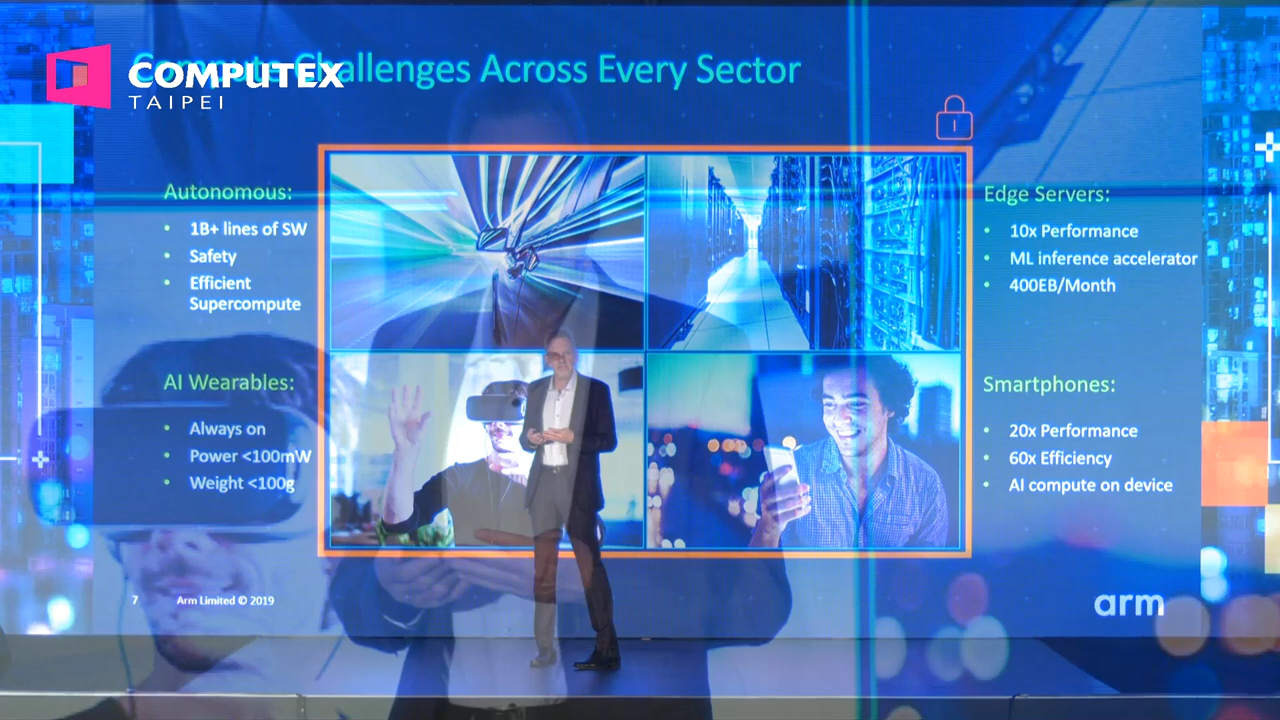 COMPUTEX
TAIPEI
Challenges Across Every Sector
Autonomous:
• 1B+ lines of SW
• Safety
• Efficient
Supercompute
AI Wearables:
• Always on
• Power <100mW
• Weight <100g
Edge Servers:
• 10x Performance
• ML inference accelerator
• 400EB/Month
Smartphones:
• 20x Performance
• 60x Efficiency
• AI compute on device
7
Arm Limited © 2019
arm